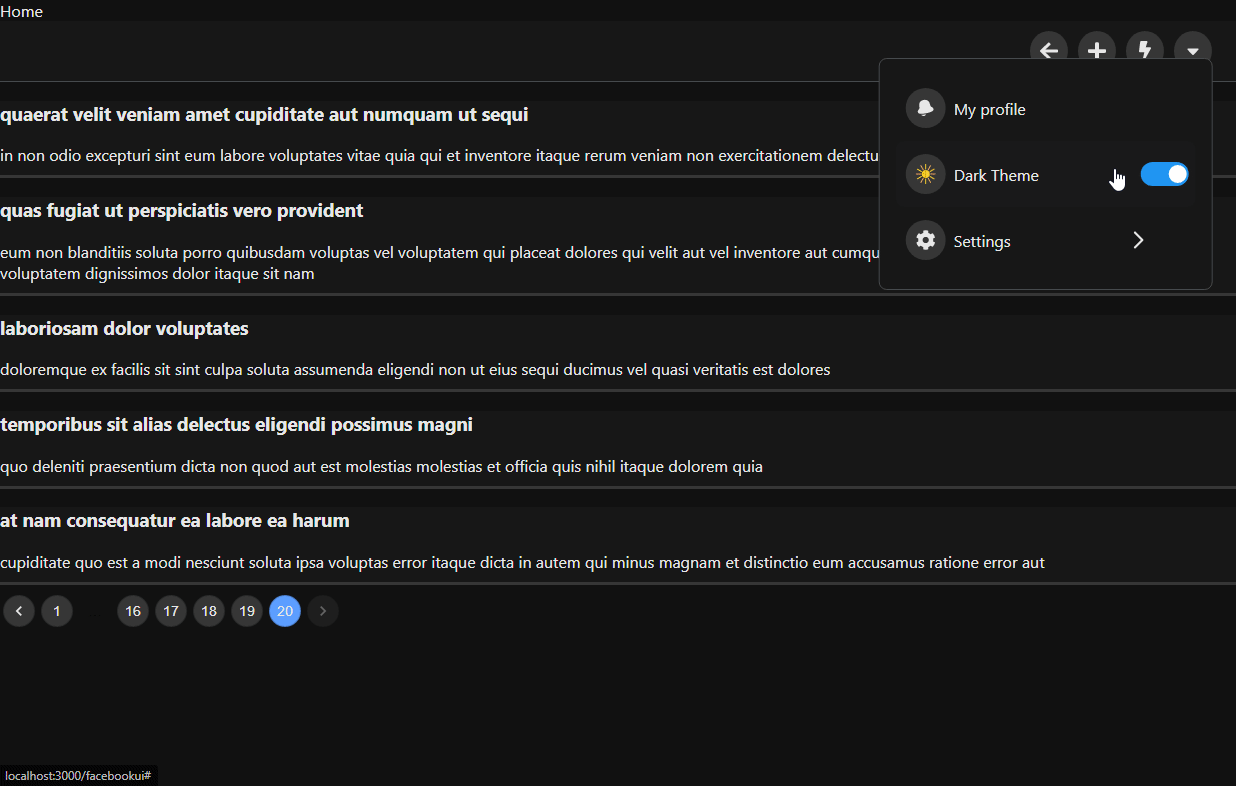 Home
My profile
Dark Theme
Settings
quaerat velit veniam amet cupiditate aut numquam ut sequi
in non odio excepturi sint eum labore voluptates vitae quia qui et inventore itaque rerum veniam non exercitationem delectu
quas fugiat ut perspiciatis vero provident
eum non blanditiis soluta porro quibusdam voluptas vel voluptatem qui placeat dolores qui velit aut vel inventore aut cumqu
voluptatem dignissimos dolor itaque sit nam
laboriosam dolor voluptates
doloremque ex facilis sit sint culpa soluta assumenda eligendi non ut eius sequi ducimus vel quasi veritatis est dolores
temporibus sit alias delectus eligendi possimus magni
quo deleniti praesentium dicta non quod aut est molestias molestias et officia quis nihil itaque dolorem quia
at nam consequatur ea labore ea harum
cupiditate quo est a modi nesciunt soluta ipsa voluptas error itaque dicta in autem qui minus magnam et distinctio eum accusamus ratione error aut
1 16 17 18 19 20
localhost:3000/facebookui#